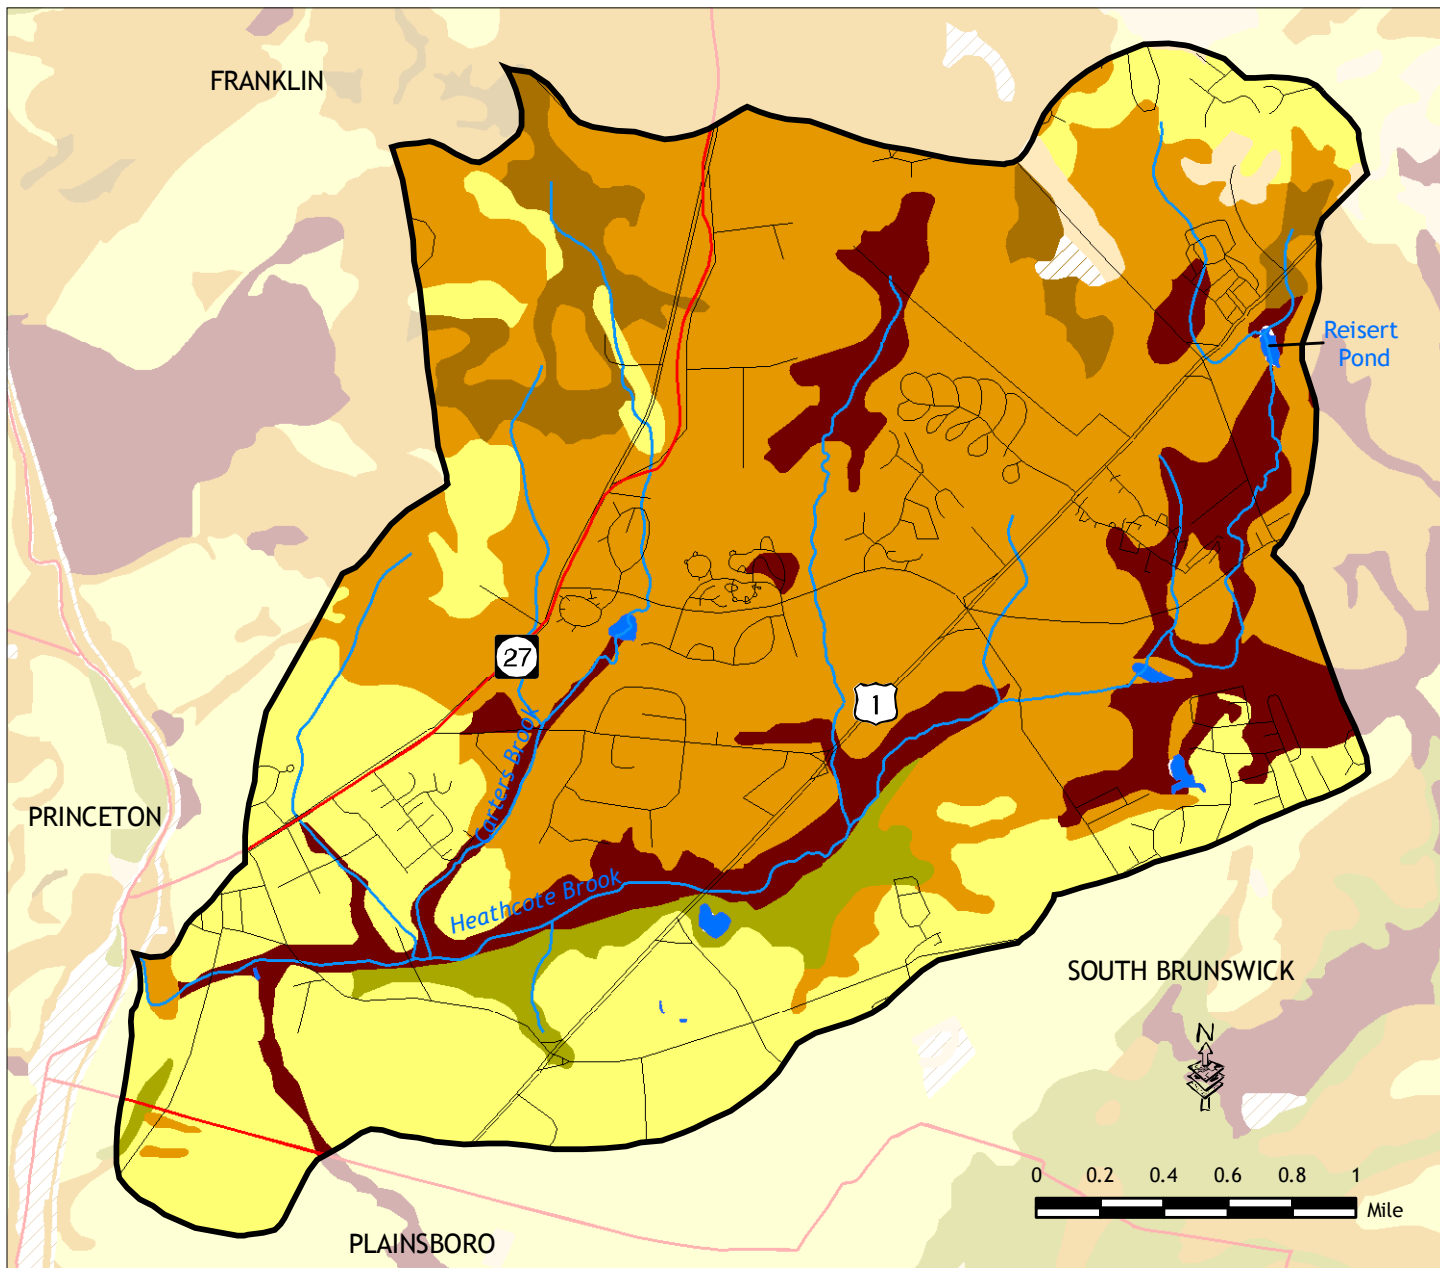 FRANKLIN
Reisert
Pond
27
1
Carters Brook
PRINCETON
Heathcote Brook
SOUTH BRUNSWICK
N
0 0.2 0.4 0.6 0.8 1
Mile
PLAINSBORO